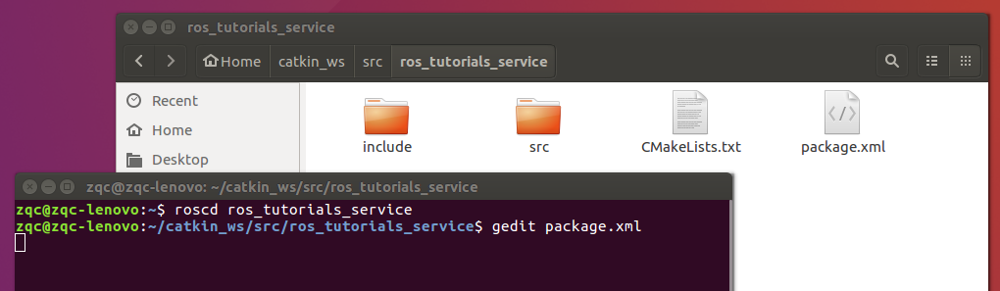 ros_tutorials_service
Home catkin_ws src ros_tutorials_service
Recent
Home
Desktop
include src CMakeLists.txt package.xml
zqc@zqc-lenovo: ~/catkin_ws/src/ros_tutorials_service
zqc@zqc-lenovo:~$ roscd ros_tutorials_service
zqc@zqc-lenovo:~/catkin_ws/src/ros_tutorials_service$ gedit package.xml